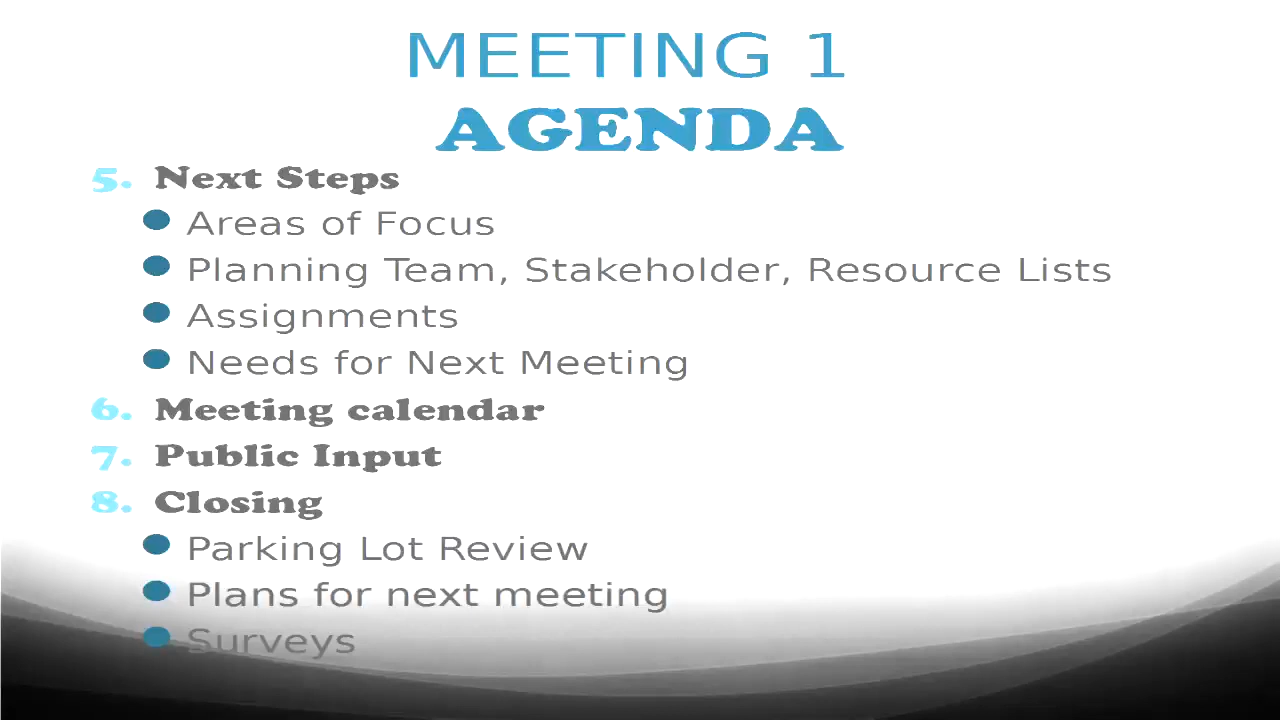 MEETING 1
AGENDA
5. Next Steps
● Areas of Focus
● Planning Team, Stakeholder, Resource Lists
● Assignments
● Needs for Next Meeting
6. Meeting calendar
7. Public Input
8. Closing
● Parking Lot Review
● Plans for next meeting
● Surveys